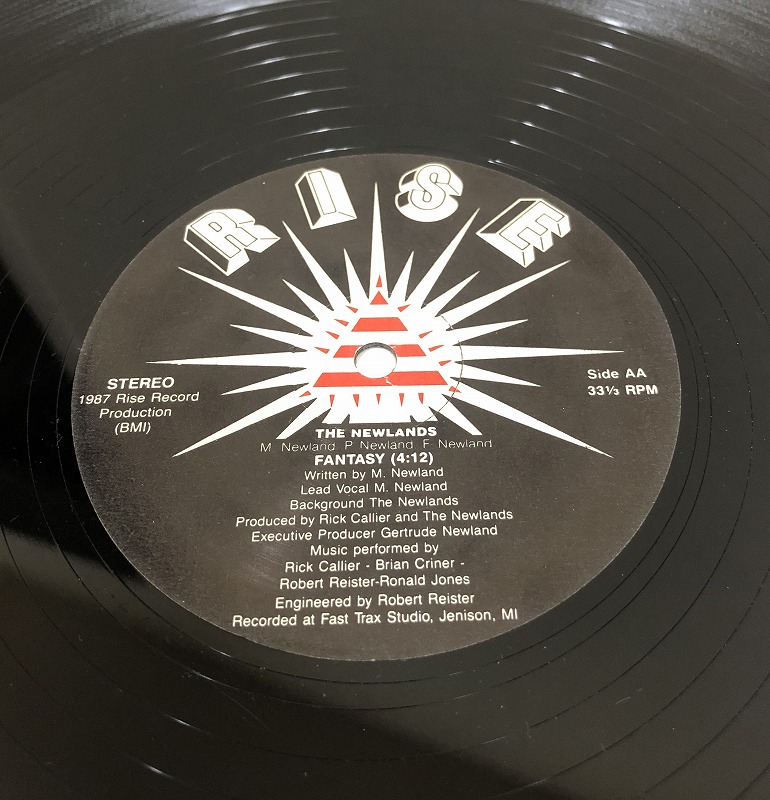 RISE
STEREO
1987 Rise Record
Production
(BMI)
Side AA
33⅓ RPM
THE NEWLANDS
M. Newland P. Newland F. Newland
FANTASY (4:12)
Written by M. Newland
Lead Vocal M. Newland
Background The Newlands
Produced by Rick Callier and The Newlands
Executive Producer Gertrude Newland
Music performed by
Rick Callier - Brian Criner -
Robert Reister-Ronald Jones
Engineered by Robert Reister
Recorded at Fast Trax Studio, Jenison, MI